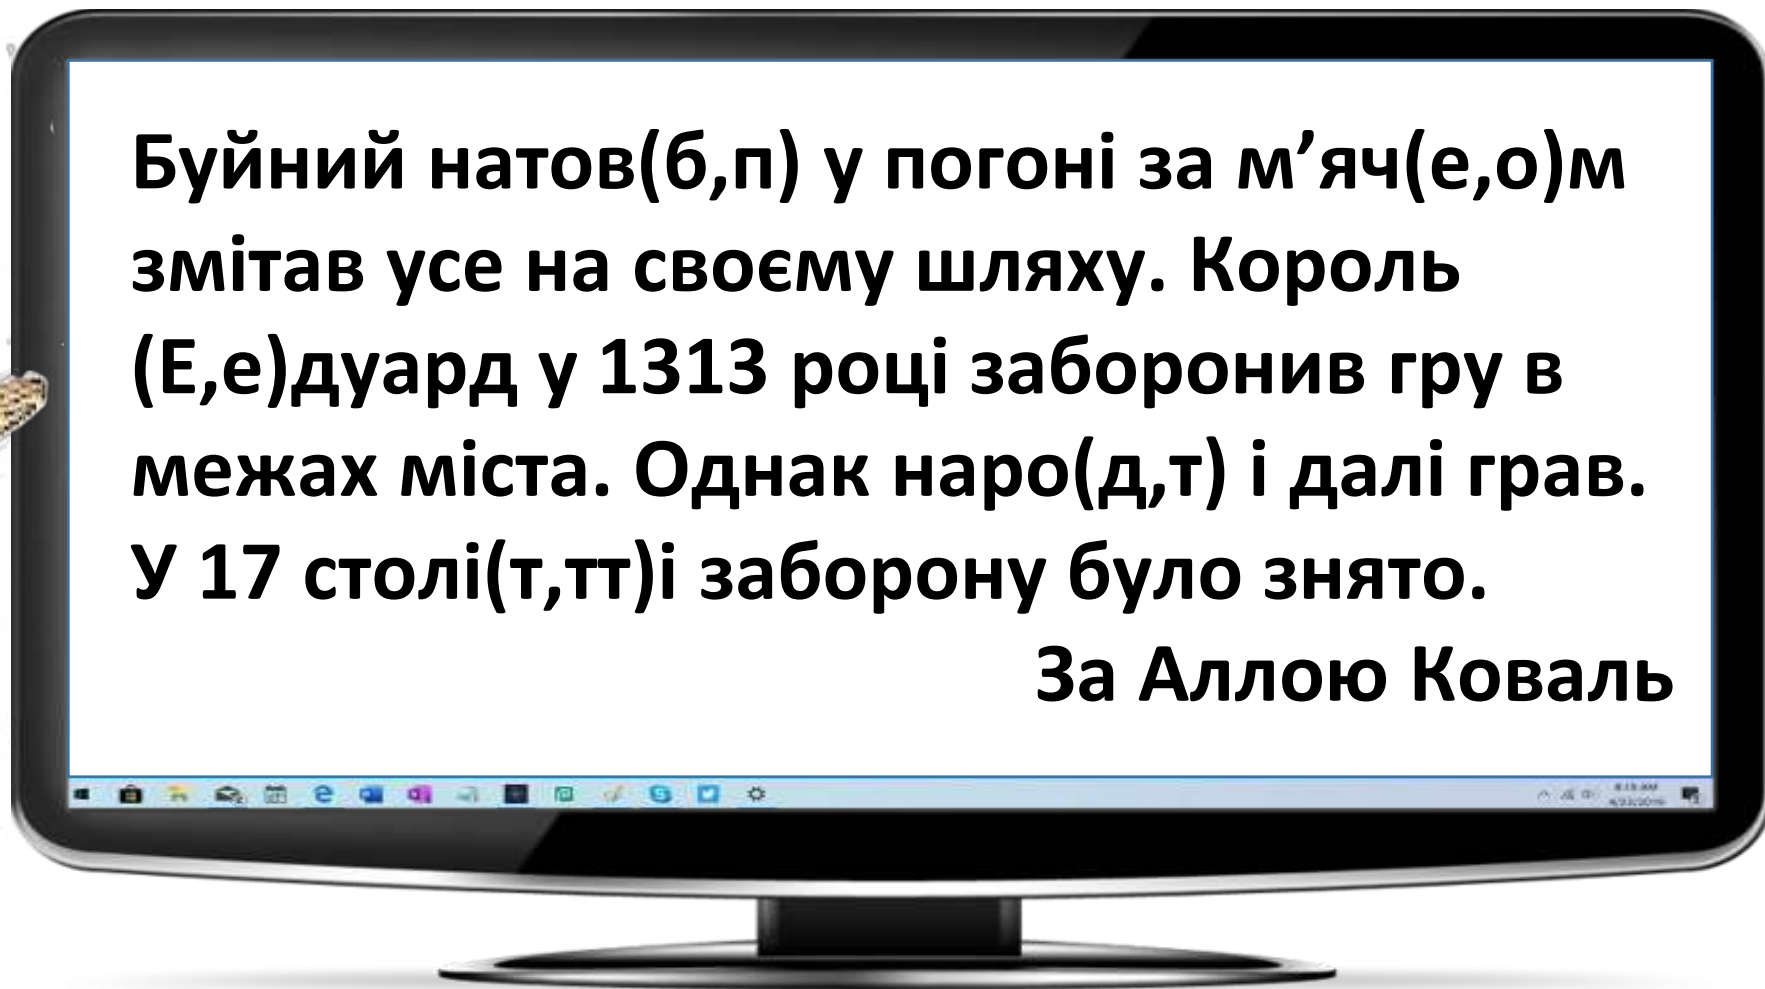 Буйний натов(б,п) у погоні за м’яч(е,о)м
змітав усе на своєму шляху. Король
(Е,е)дуард у 1313 році заборонив гру в
межах міста. Однак наро(д,т) і далі грав.
У 17 столі(т,тт)і заборону було знято.
За Аллою Коваль